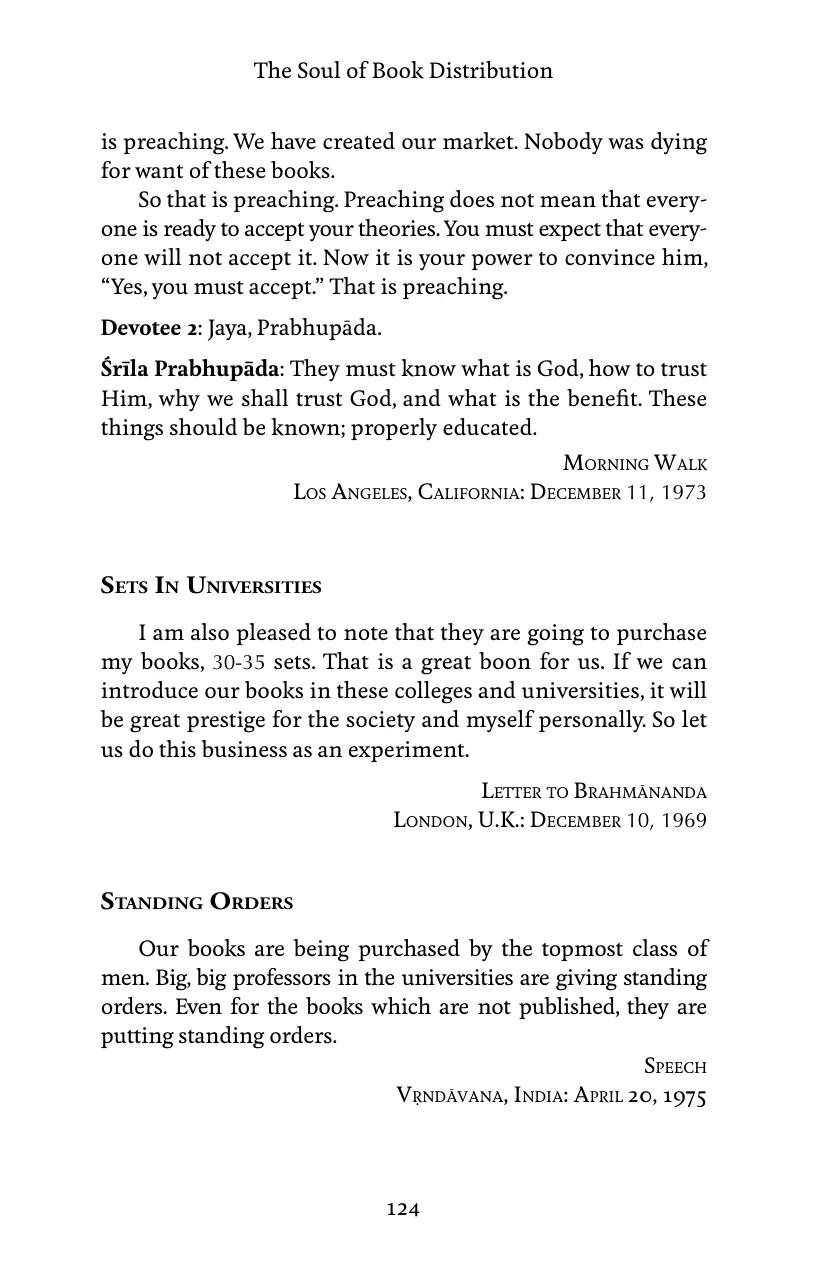 The Soul of Book Distribution
is preaching. We have created our market. Nobody was dying
for want of these books.
So that is preaching. Preaching does not mean that every-
one is ready to accept your theories. You must expect that every-
one will not accept it. Now it is your power to convince him,
“Yes, you must accept.” That is preaching.
Devotee 2: Jaya, Prabhupāda.
Śrīla Prabhupāda: They must know what is God, how to trust
Him, why we shall trust God, and what is the benefit. These
things should be known; properly educated.
Morning Walk
Los Angeles, California: December 11, 1973
Sets In Universities
I am also pleased to note that they are going to purchase
my books, 30-35 sets. That is a great boon for us. If we can
introduce our books in these colleges and universities, it will
be great prestige for the society and myself personally. So let
us do this business as an experiment.
Letter to Brahmānanda
London, U.K.: December 10, 1969
Standing Orders
Our books are being purchased by the topmost class of
men. Big, big professors in the universities are giving standing
orders. Even for the books which are not published, they are
putting standing orders.
Speech
Vṛndāvana, India: April 20, 1975
124